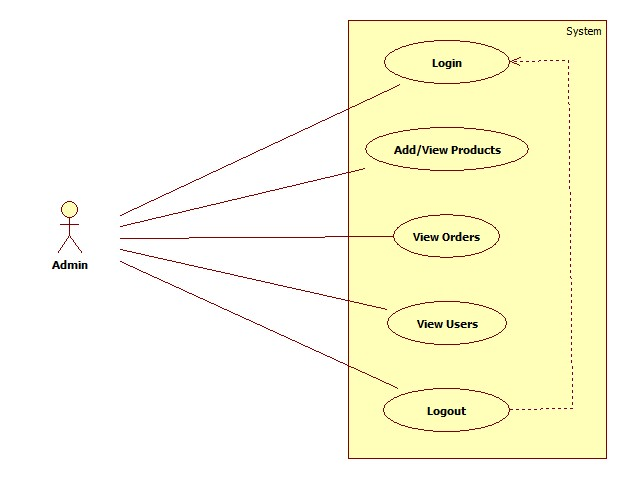 System
Login
Add/View Products
View Orders
Admin
View Users
Logout